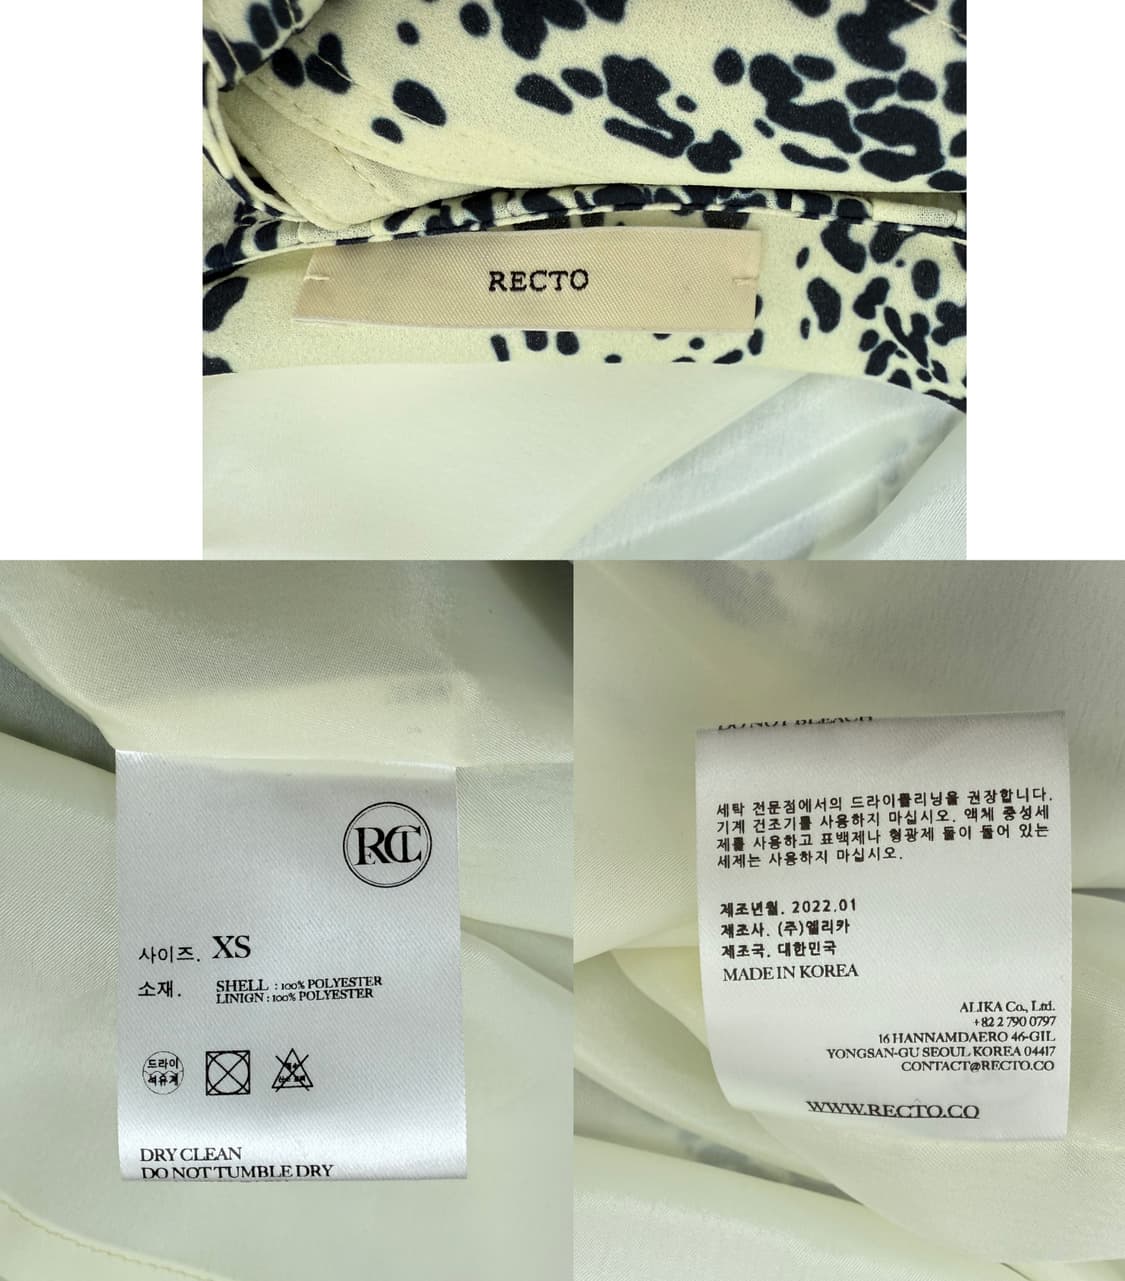 RECTO
RCT
사이즈. XS
소재. SHELL : 100% POLYESTER
LINIGN : 100% POLYESTER
드라이
석유계
DRY CLEAN
DO NOT TUMBLE DRY
DO NOT BLEACH
세탁 전문점에서의 드라이클리닝을 권장합니다.
기계 건조기를 사용하지 마십시오. 액체 중성세
제를 사용하고 표백제나 형광제 둘이 둘어 있는
세제는 사용하지 마십시오.
제조년월. 2022.01
제조사. (주)엘리카
제조국. 대한민국
MADE IN KOREA
ALIKA Co., Ltd.
+82 2 790 0797
16 HANNAMDAERO 46-GIL
YONGSAN-GU SEOUL KOREA 04417
CONTACT@RECTO.CO
WWW.RECTO.CO